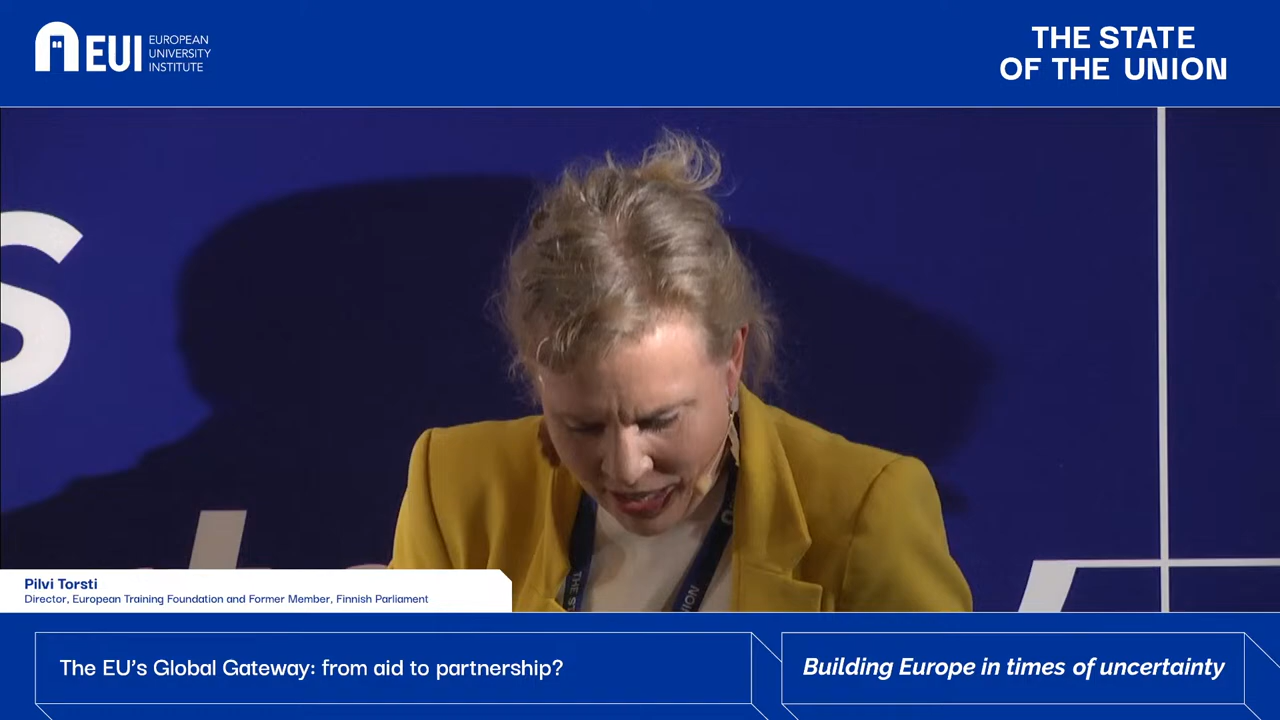 EUI
EUROPEAN
UNIVERSITY
INSTITUTE
THE STATE
OF THE UNION
s
Pilvi Torsti
Director, European Training Foundation and Former Member, Finnish Parliament
The EU's Global Gateway: from aid to partnership?
Building Europe in times of uncertainty